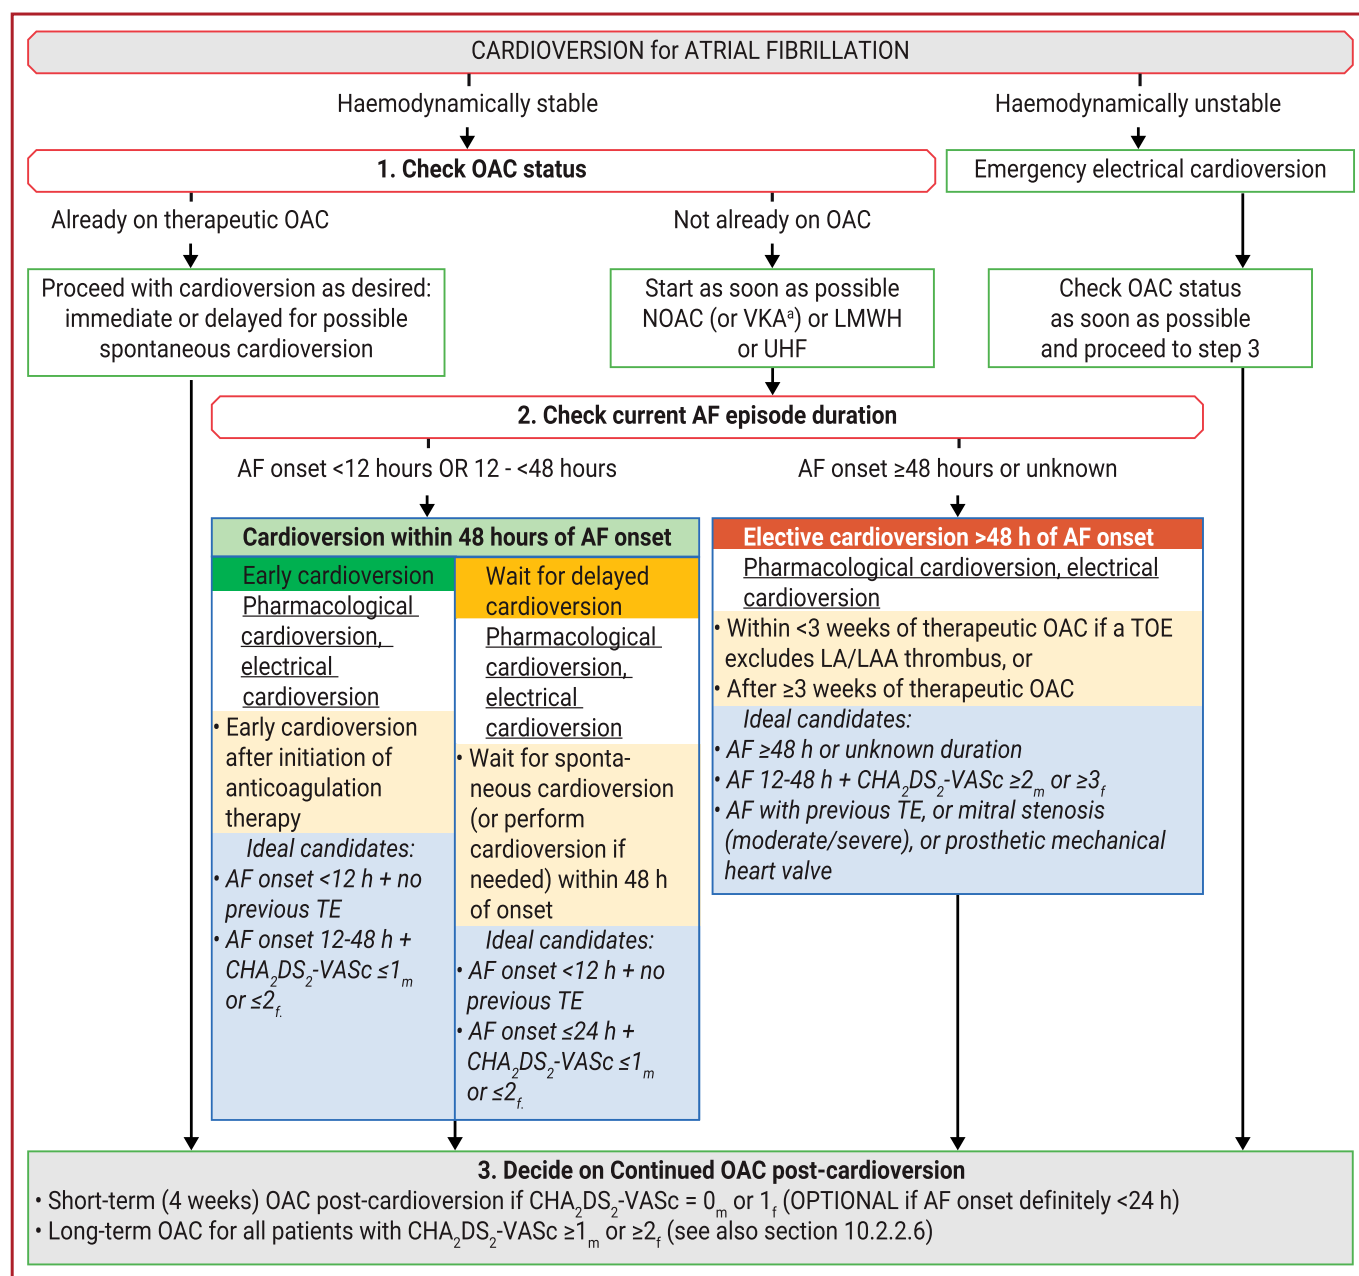 CARDIOVERSION for ATRIAL FIBRILLATION
Haemodynamically stable
Haemodynamically unstable
1. Check OAC status
Emergency electrical cardioversion
Already on therapeutic OAC
Not already on OAC
Proceed with cardioversion as desired:
immediate or delayed for possible
spontaneous cardioversion
Start as soon as possible
NOAC (or VKAᵃ) or LMWH
or UHF
Check OAC status
as soon as possible
and proceed to step 3
2. Check current AF episode duration
AF onset <12 hours OR 12 - <48 hours
AF onset ≥48 hours or unknown
Cardioversion within 48 hours of AF onset
Early cardioversion
Pharmacological
cardioversion,
electrical
cardioversion
• Early cardioversion
after initiation of
anticoagulation
therapy
Ideal candidates:
• AF onset <12 h + no
previous TE
• AF onset 12-48 h +
CHA₂DS₂-VASc ≤1ₘ
or ≤2f.
Wait for delayed
cardioversion
Pharmacological
cardioversion,
electrical
cardioversion
• Wait for sponta-
neous cardioversion
(or perform
cardioversion if
needed) within 48 h
of onset
Ideal candidates:
• AF onset <12 h + no
previous TE
• AF onset ≤24 h +
CHA₂DS₂-VASc ≤1ₘ
or ≤2f.
Elective cardioversion >48 h of AF onset
Pharmacological cardioversion, electrical
cardioversion
• Within <3 weeks of therapeutic OAC if a TOE
excludes LA/LAA thrombus, or
• After ≥3 weeks of therapeutic OAC
Ideal candidates:
• AF ≥48 h or unknown duration
• AF 12-48 h + CHA₂DS₂-VASc ≥2ₘ or ≥3f
• AF with previous TE, or mitral stenosis
(moderate/severe), or prosthetic mechanical
heart valve
3. Decide on Continued OAC post-cardioversion
• Short-term (4 weeks) OAC post-cardioversion if CHA₂DS₂-VASc = 0ₘ or 1f (OPTIONAL if AF onset definitely <24 h)
• Long-term OAC for all patients with CHA₂DS₂-VASc ≥1ₘ or ≥2f (see also section 10.2.2.6)